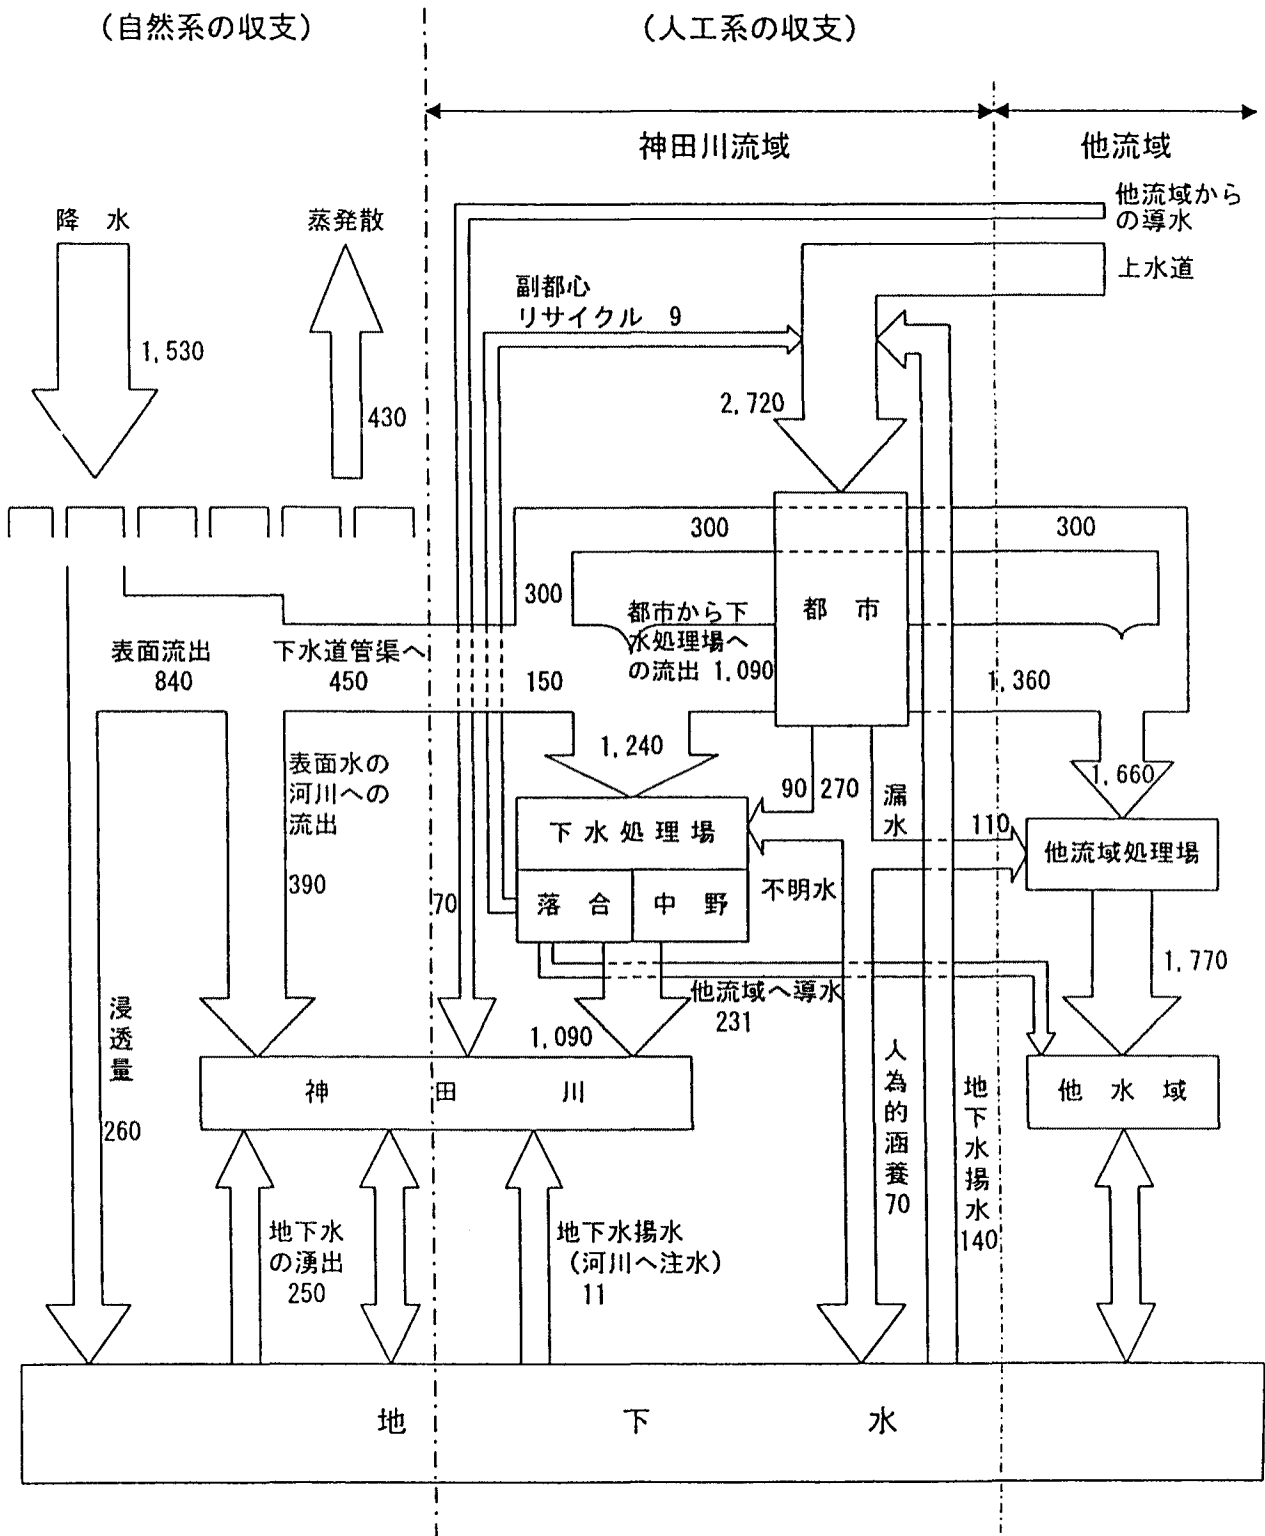 (自然系の収支)
(人工系の収支)
神田川流域
他流域
他流域から
の導水
降 水
蒸発散
上水道
副都心
リサイクル 9
1,530
430
2,720
300
300
300
都市から下
水処理場へ
の流出 1,090
都 市
表面流出
840
下水道管渠へ
450
150
1,360
表面水の
河川への
流出
390
1,240
90
270
漏水
1,660
110
下水処理場
他流域処理場
落 合
中 野
不明水
70
1,770
他流域へ導水
231
浸透量
260
1,090
人為的涵養
70
地下水揚水
140
神 田 川
他 水 域
地下水
の湧出
250
地下水揚水
(河川へ注水)
11
地 下 水